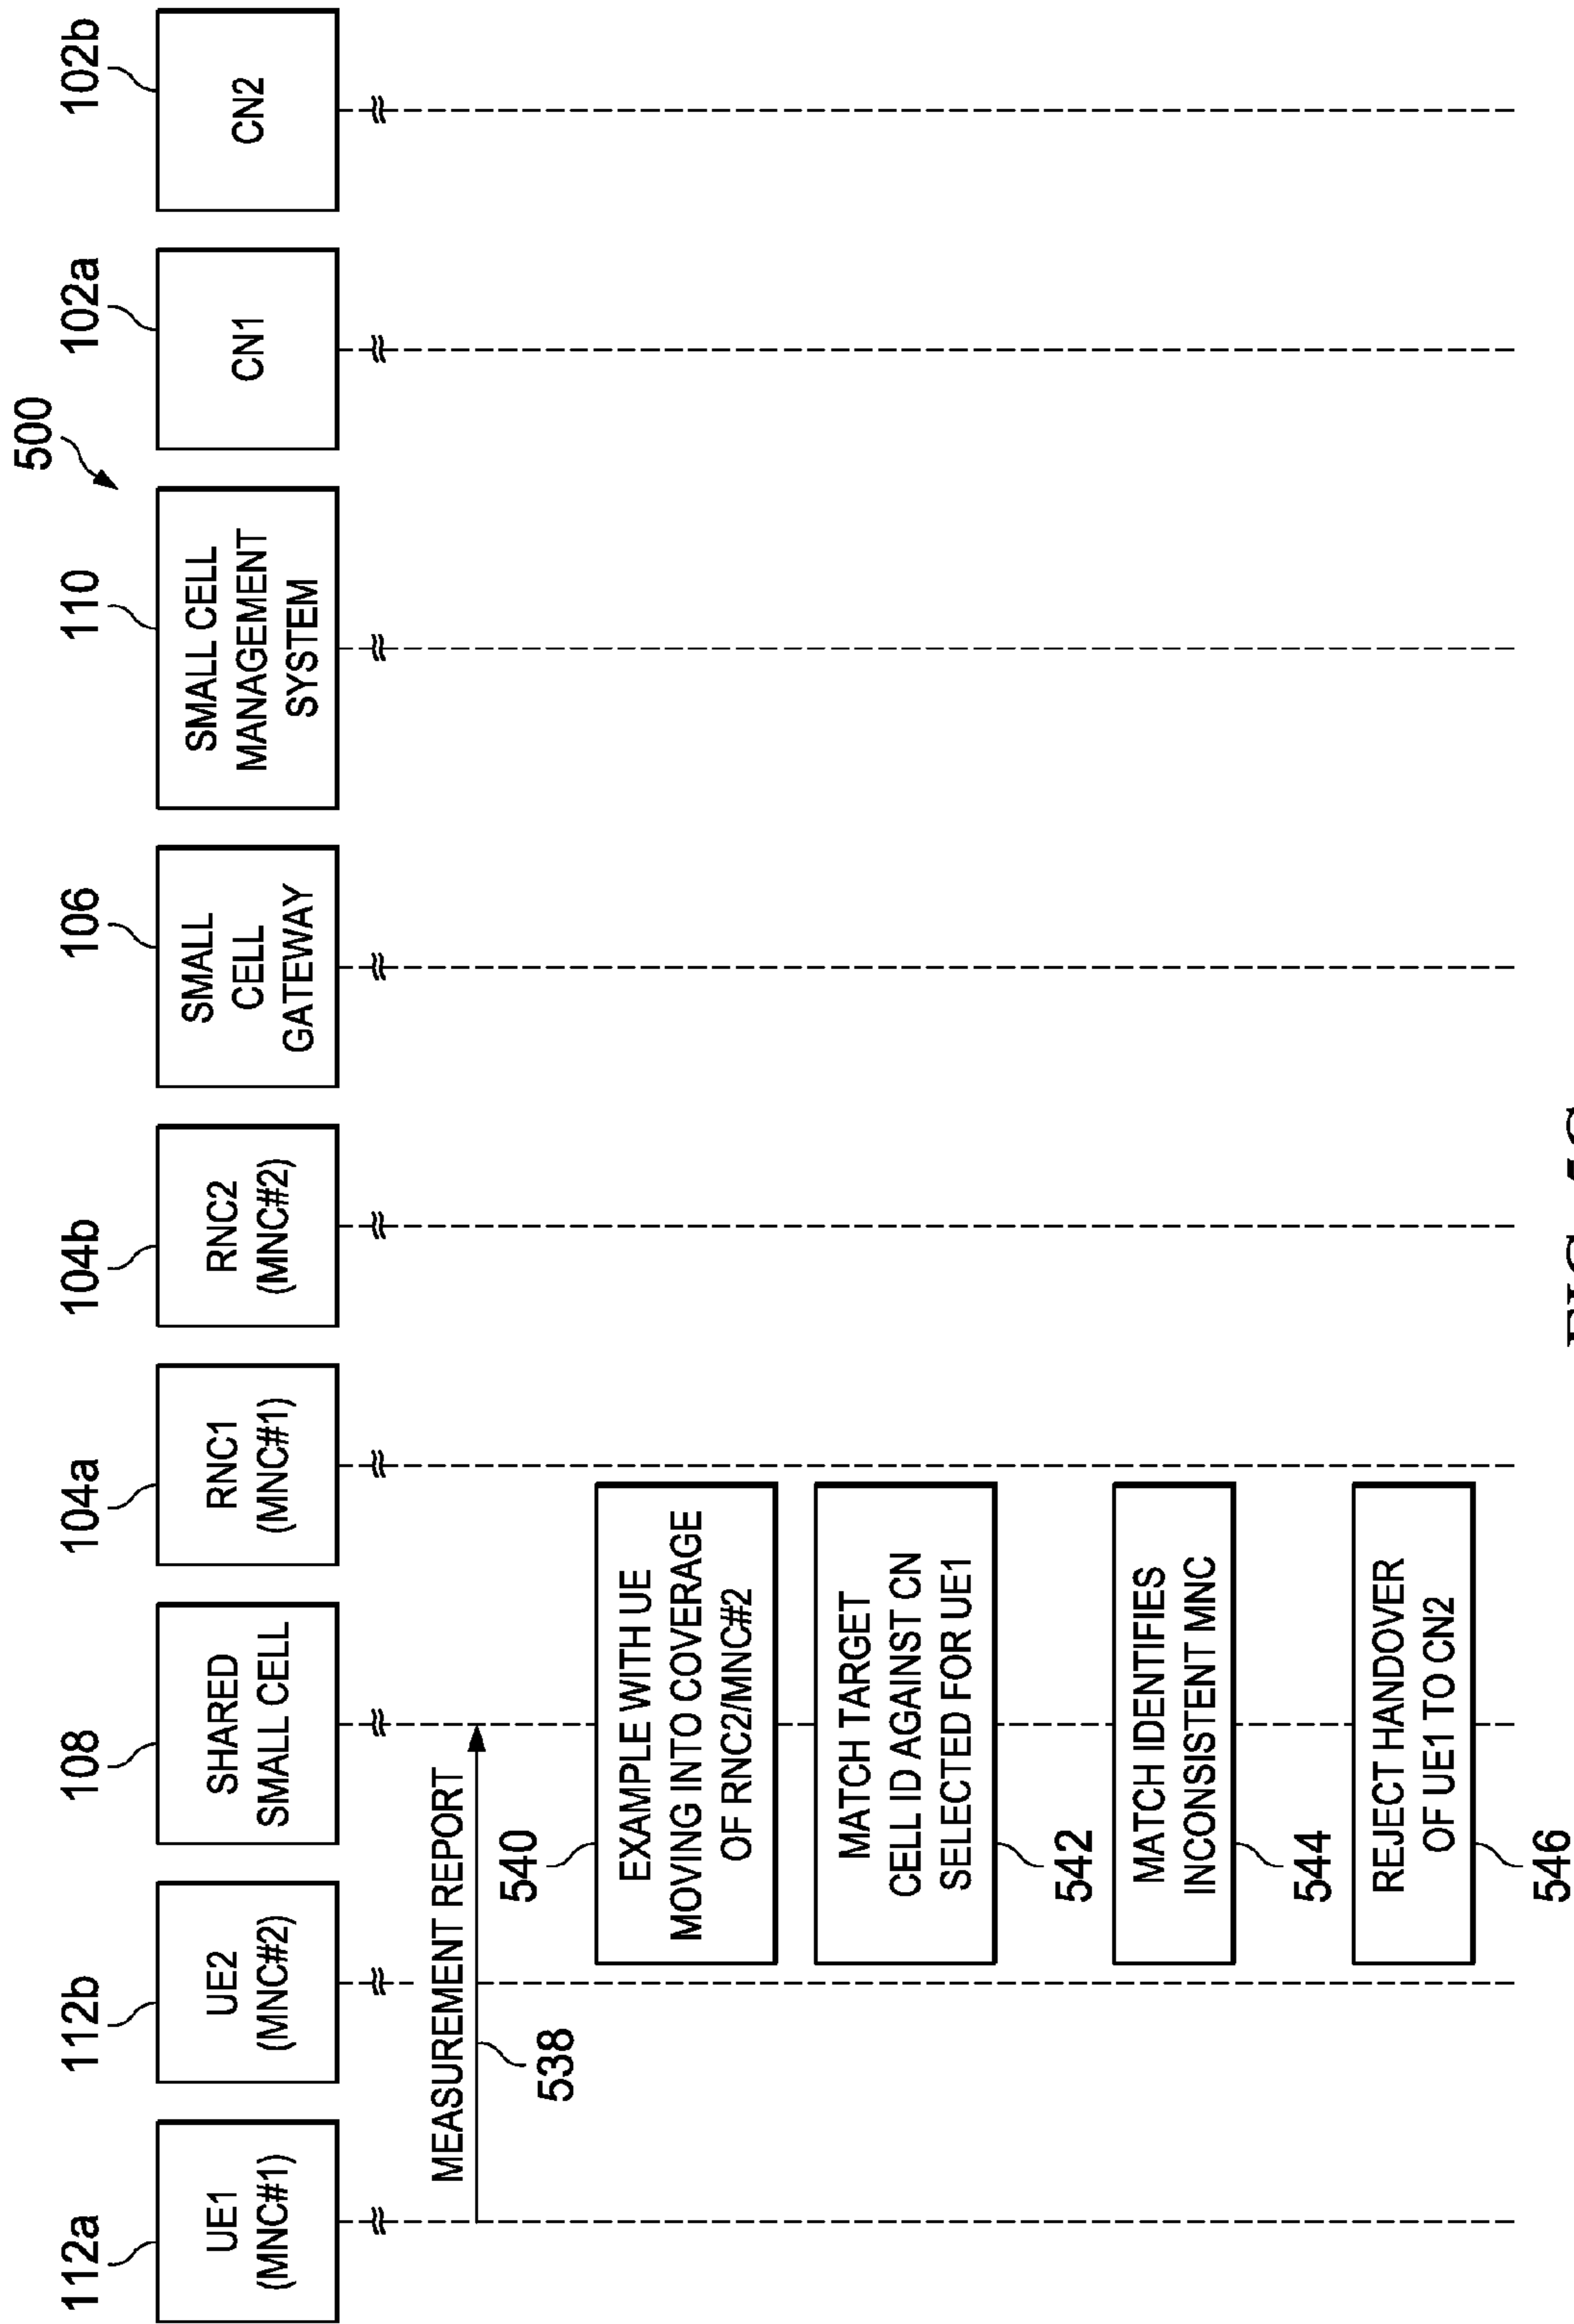 500
112a
112b
108
104a
104b
106
110
102a
102b
UE1
(MNC#1)
UE2
(MNC#2)
SHARED
SMALL CELL
RNC1
(MNC#1)
RNC2
(MNC#2)
SMALL
CELL
GATEWAY
SMALL CELL
MANAGEMENT
SYSTEM
CN1
CN2
MEASUREMENT REPORT
538
540
EXAMPLE WITH UE
MOVING INTO COVERAGE
OF RNC2/MNC#2
MATCH TARGET
CELL ID AGAINST CN
SELECTED FOR UE1
542
MATCH IDENTIFIES
INCONSISTENT MNC
544
REJECT HANDOVER
OF UE1 TO CN2
546